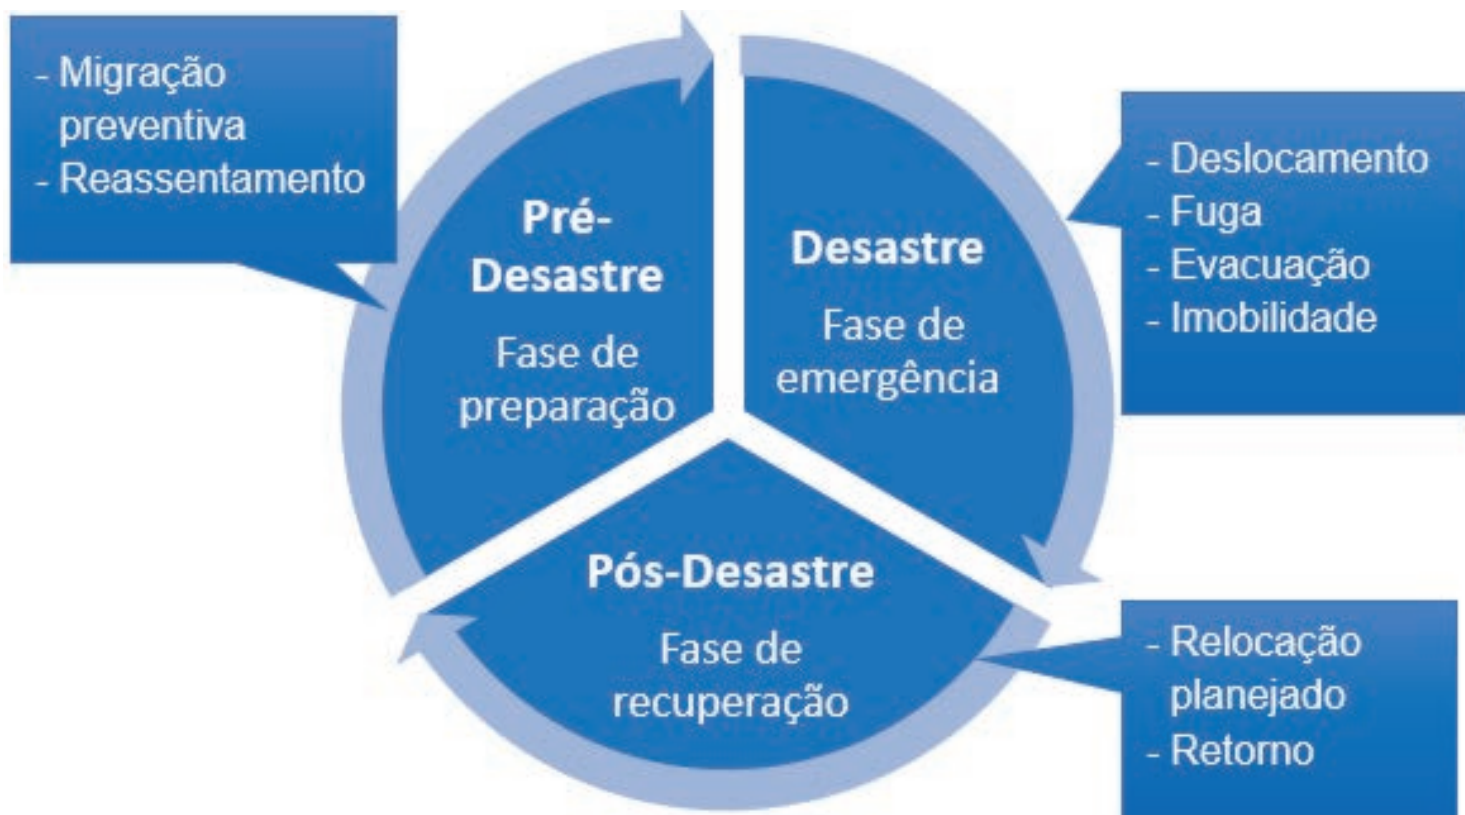 - Migração
preventiva
- Reassentamento
Pré-
Desastre
Fase de
preparação
Desastre
Fase de
emergência
- Deslocamento
- Fuga
- Evacuação
- Imobilidade
Pós-Desastre
Fase de
recuperação
- Relocação
planejado
- Retorno